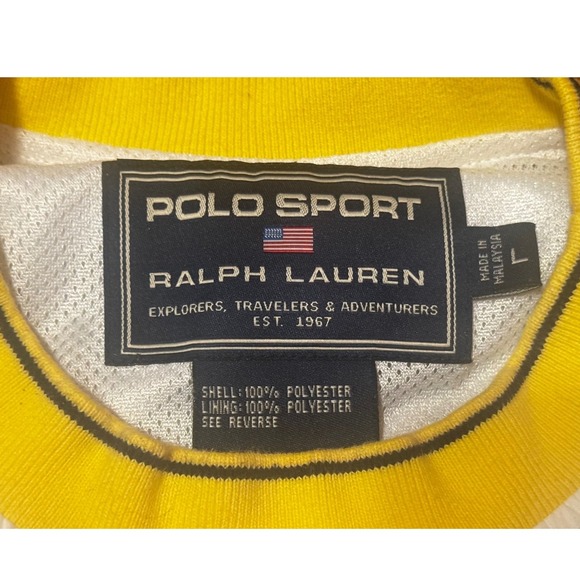 POLO SPORT
RALPH LAUREN
EXPLORERS, TRAVELERS & ADVENTURERS
EST. 1967
MADE IN
MALAYSIA
L
SHELL: 100% POLYESTER
LINING: 100% POLYESTER
SEE REVERSE